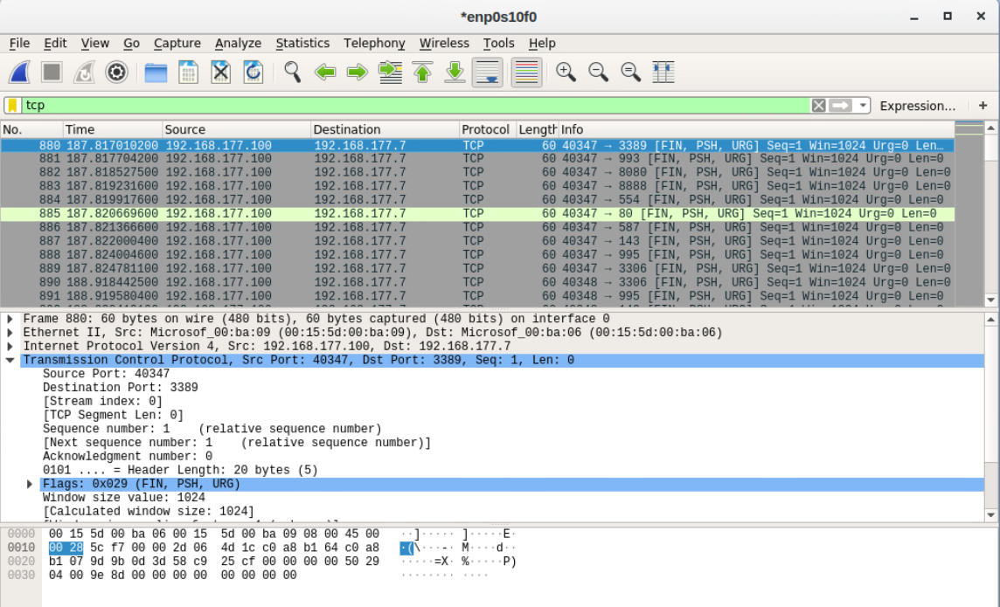 *enp0s10f0
File Edit View Go Capture Analyze Statistics Telephony Wireless Tools Help
tcp Expression… +
No. Time Source Destination Protocol Length Info
880 187.817010200 192.168.177.100 192.168.177.7 TCP 60 40347 → 3389 [FIN, PSH, URG] Seq=1 Win=1024 Urg=0 Len…
881 187.817704200 192.168.177.100 192.168.177.7 TCP 60 40347 → 993 [FIN, PSH, URG] Seq=1 Win=1024 Urg=0 Len=0
882 187.818527500 192.168.177.100 192.168.177.7 TCP 60 40347 → 8080 [FIN, PSH, URG] Seq=1 Win=1024 Urg=0 Len=0
883 187.819231600 192.168.177.100 192.168.177.7 TCP 60 40347 → 8888 [FIN, PSH, URG] Seq=1 Win=1024 Urg=0 Len=0
884 187.819917600 192.168.177.100 192.168.177.7 TCP 60 40347 → 554 [FIN, PSH, URG] Seq=1 Win=1024 Urg=0 Len=0
885 187.820669600 192.168.177.100 192.168.177.7 TCP 60 40347 → 80 [FIN, PSH, URG] Seq=1 Win=1024 Urg=0 Len=0
886 187.821366600 192.168.177.100 192.168.177.7 TCP 60 40347 → 587 [FIN, PSH, URG] Seq=1 Win=1024 Urg=0 Len=0
887 187.822000400 192.168.177.100 192.168.177.7 TCP 60 40347 → 143 [FIN, PSH, URG] Seq=1 Win=1024 Urg=0 Len=0
888 187.824004600 192.168.177.100 192.168.177.7 TCP 60 40347 → 995 [FIN, PSH, URG] Seq=1 Win=1024 Urg=0 Len=0
889 187.824781100 192.168.177.100 192.168.177.7 TCP 60 40347 → 3306 [FIN, PSH, URG] Seq=1 Win=1024 Urg=0 Len=0
890 188.918442500 192.168.177.100 192.168.177.7 TCP 60 40348 → 3306 [FIN, PSH, URG] Seq=1 Win=1024 Urg=0 Len=0
891 188.919580400 192.168.177.100 192.168.177.7 TCP 60 40348 → 995 [FIN, PSH, URG] Seq=1 Win=1024 Urg=0 Len=0
Frame 880: 60 bytes on wire (480 bits), 60 bytes captured (480 bits) on interface 0
Ethernet II, Src: Microsof_00:ba:09 (00:15:5d:00:ba:09), Dst: Microsof_00:ba:06 (00:15:5d:00:ba:06)
Internet Protocol Version 4, Src: 192.168.177.100, Dst: 192.168.177.7
Transmission Control Protocol, Src Port: 40347, Dst Port: 3389, Seq: 1, Len: 0
Source Port: 40347
Destination Port: 3389
[Stream index: 0]
[TCP Segment Len: 0]
Sequence number: 1 (relative sequence number)
[Next sequence number: 1 (relative sequence number)]
Acknowledgment number: 0
0101 .... = Header Length: 20 bytes (5)
Flags: 0x029 (FIN, PSH, URG)
Window size value: 1024
[Calculated window size: 1024]
0000 00 15 5d 00 ba 06 00 15 5d 00 ba 09 08 00 45 00 ··]····· ]·····E·
0010 00 28 5c f7 00 00 2d 06 4d 1c c0 a8 b1 64 c0 a8 ·(\···-· M····d··
0020 b1 07 9d 9b 0d 3d 58 c9 25 cf 00 00 00 00 50 29 ·····=X· %·····P)
0030 04 00 9e 8d 00 00 00 00 00 00 00 00 ········ ····